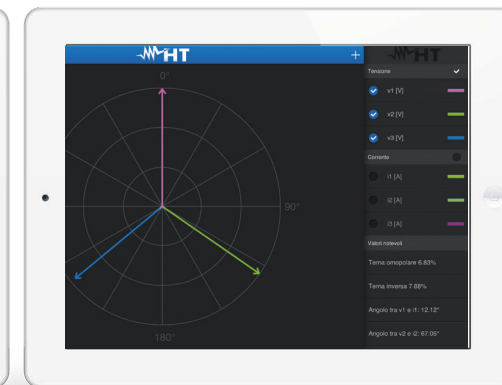 HT
+
HT
0°
90°
180°
Tensione
v1 [V]
v2 [V]
v3 [V]
Corrente
i1 [A]
i2 [A]
i3 [A]
Valori notevoli
Terna omopolare 6.83%
Terna inversa 7.88%
Angolo tra v1 e i1: 12.12°
Angolo tra v2 e i2: 67.05°